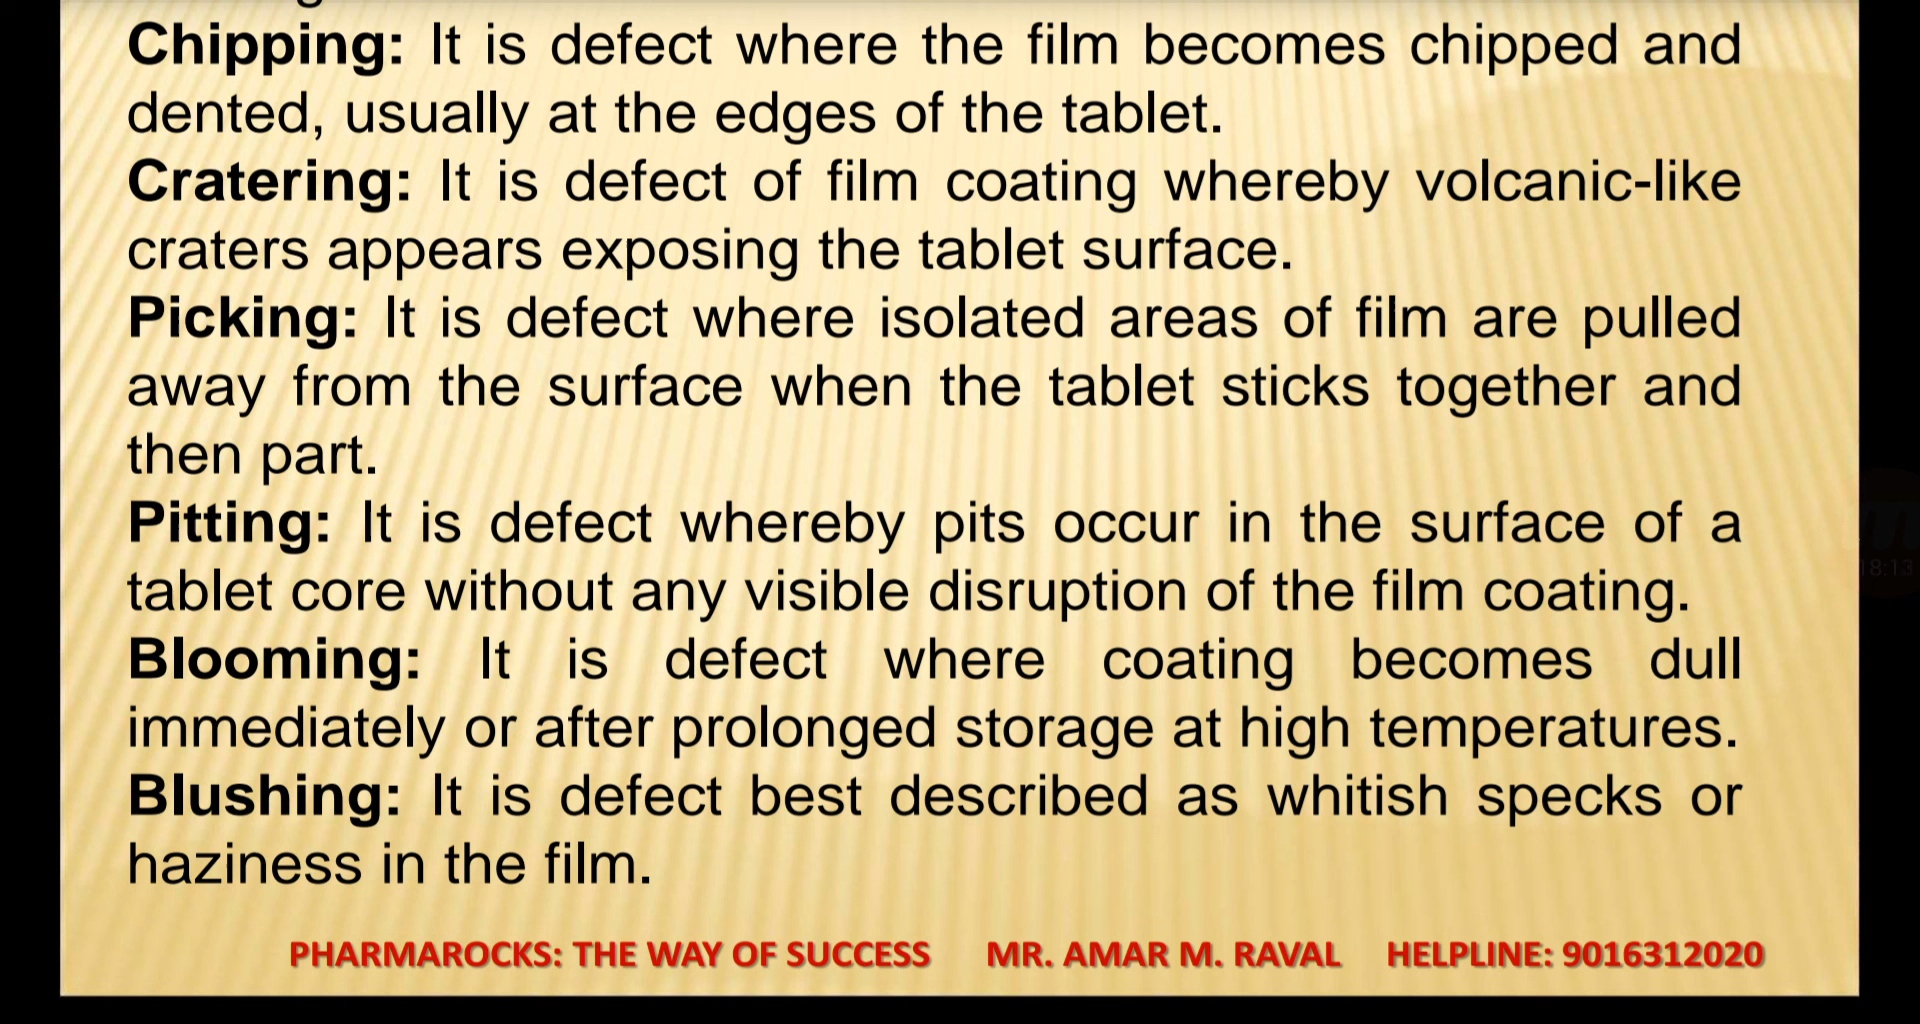 Chipping: It is defect where the film becomes chipped and
dented, usually at the edges of the tablet.
Cratering: It is defect of film coating whereby volcanic-like
craters appears exposing the tablet surface.
Picking: It is defect where isolated areas of film are pulled
away from the surface when the tablet sticks together and
then part.
Pitting: It is defect whereby pits occur in the surface of a
tablet core without any visible disruption of the film coating.
Blooming: It is defect where coating becomes dull
immediately or after prolonged storage at high temperatures.
Blushing: It is defect best described as whitish specks or
haziness in the film.
PHARMAROCKS: THE WAY OF SUCCESS MR. AMAR M. RAVAL HELPLINE: 9016312020
18:13